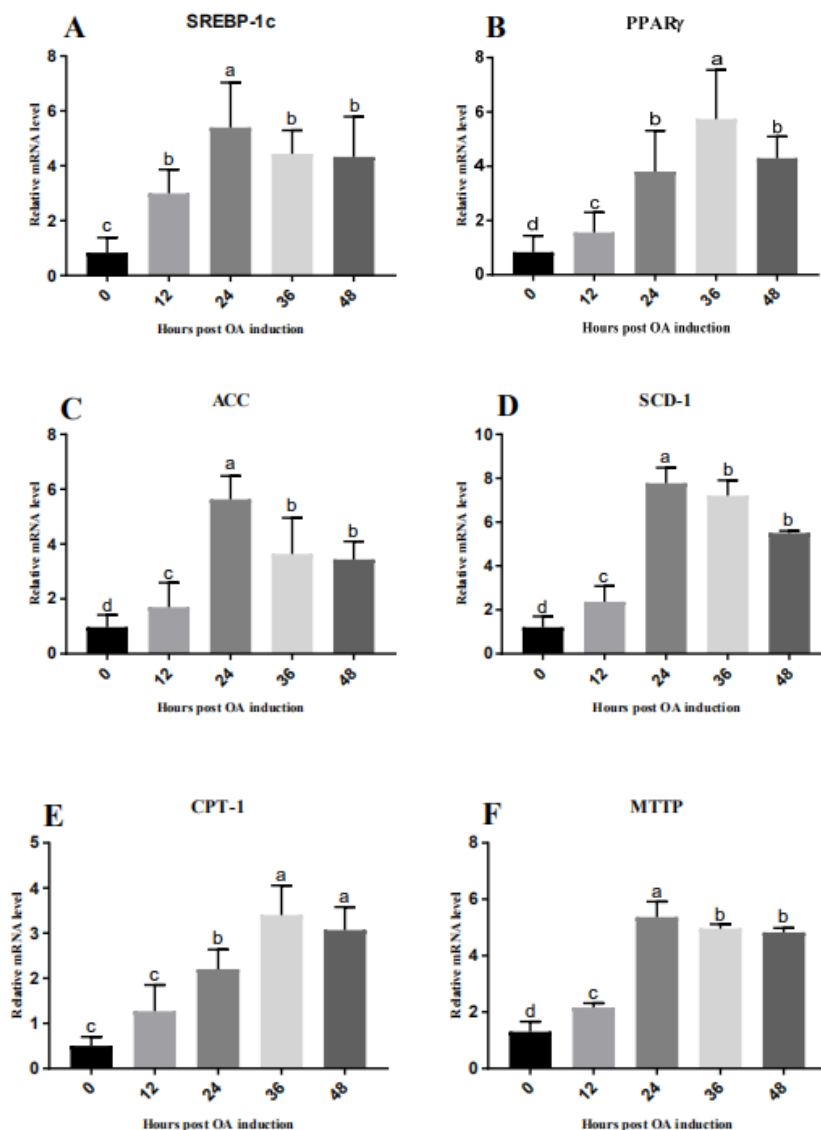 A SREBP-1c
Relative mRNA level
8
6
4
2
0
c
b
a
b
b
0 12 24 36 48
Hours post OA induction
B PPARγ
Relative mRNA level
8
6
4
2
0
d
c
b
a
b
0 12 24 36 48
Hours post OA induction
C ACC
Relative mRNA level
8
6
4
2
0
d
c
a
b
b
0 12 24 36 48
Hours post OA induction
D SCD-1
Relative mRNA level
10
8
6
4
2
0
d
c
a
b
b
0 12 24 36 48
Hours post OA induction
E CPT-1
Relative mRNA level
5
4
3
2
1
0
c
c
b
a
a
0 12 24 36 48
Hours post OA induction
F MTTP
Relative mRNA level
8
6
4
2
0
d
c
a
b
b
0 12 24 36 48
Hours post OA induction